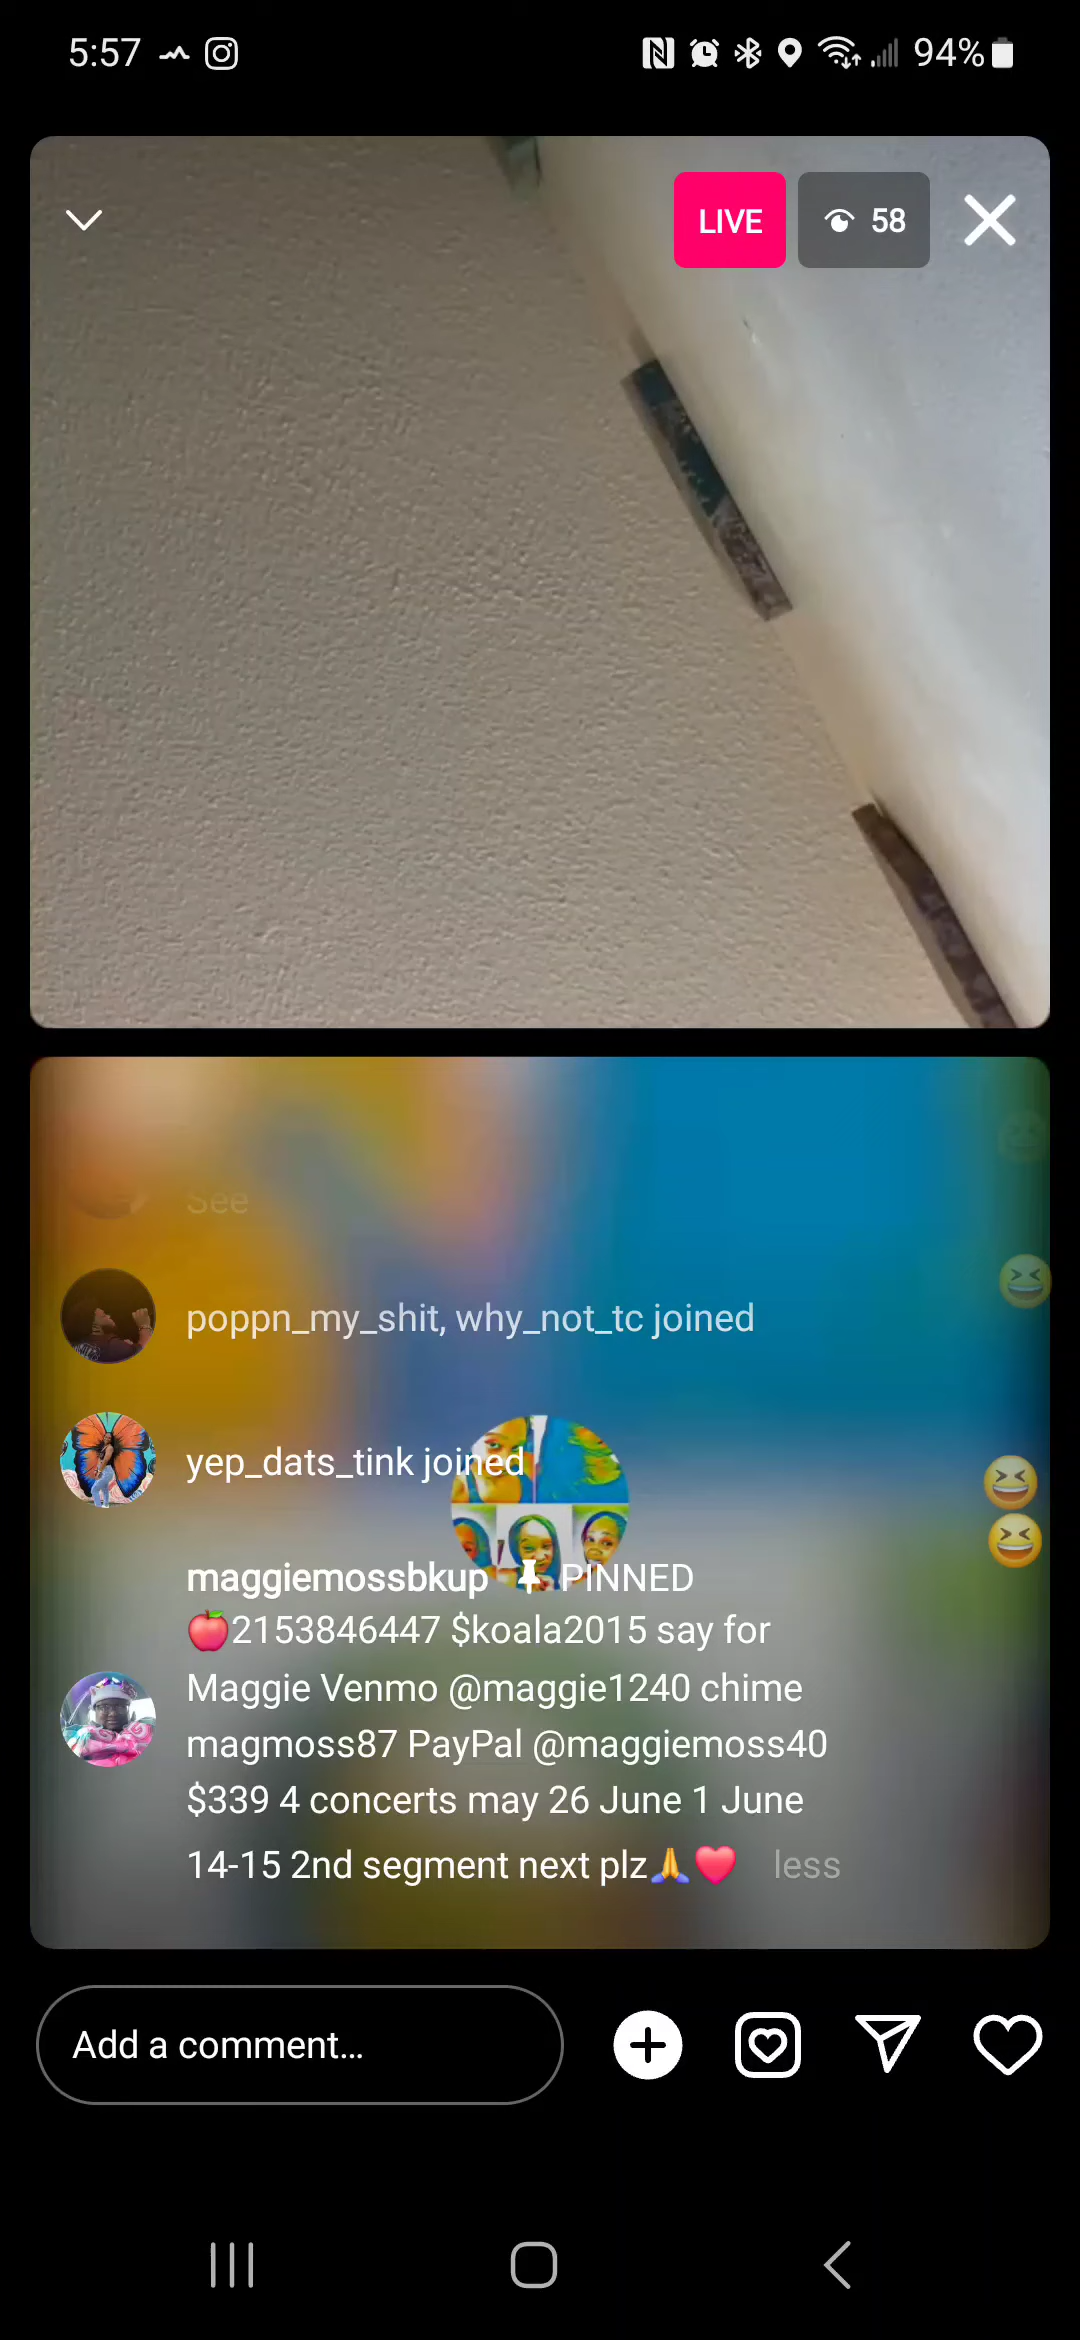 5:57
94%
LIVE
58
See
poppn_my_shit, why_not_tc joined
yep_dats_tink joined
maggiemossbkup 📌 PINNED
🍎2153846447 $koala2015 say for
Maggie Venmo @maggie1240 chime
magmoss87 PayPal @maggiemoss40
$339 4 concerts may 26 June 1 June
14-15 2nd segment next plz🙏❤️ less
Add a comment...